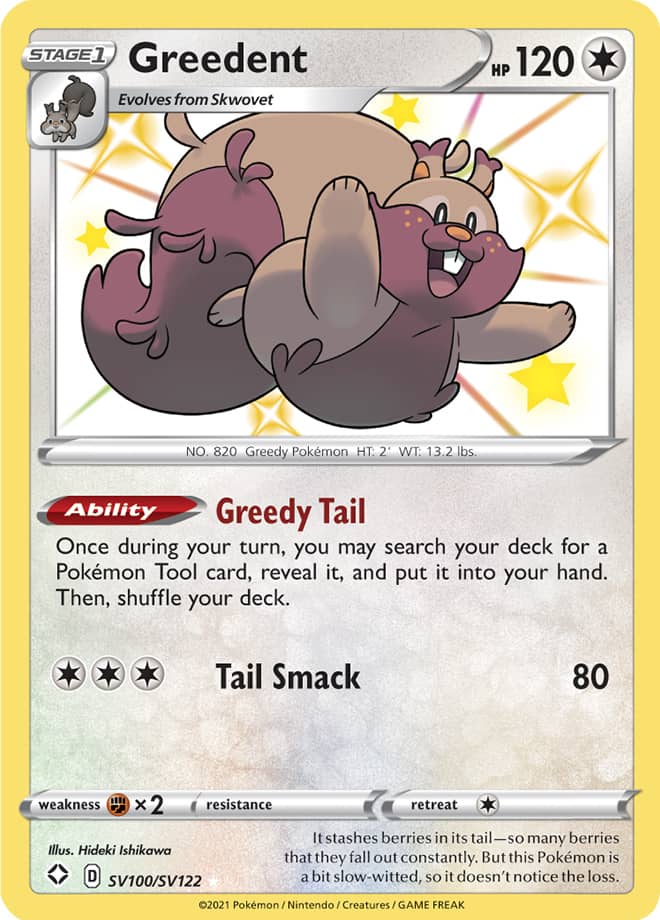 STAGE1
Greedent
HP 120
Evolves from Skwovet
NO. 820 Greedy Pokémon HT: 2' WT: 13.2 lbs.
Ability Greedy Tail
Once during your turn, you may search your deck for a
Pokémon Tool card, reveal it, and put it into your hand.
Then, shuffle your deck.
Tail Smack 80
weakness ×2 resistance retreat
Illus. Hideki Ishikawa
D SV100/SV122
It stashes berries in its tail—so many berries
that they fall out constantly. But this Pokémon is
a bit slow-witted, so it doesn't notice the loss.
©2021 Pokémon / Nintendo / Creatures / GAME FREAK